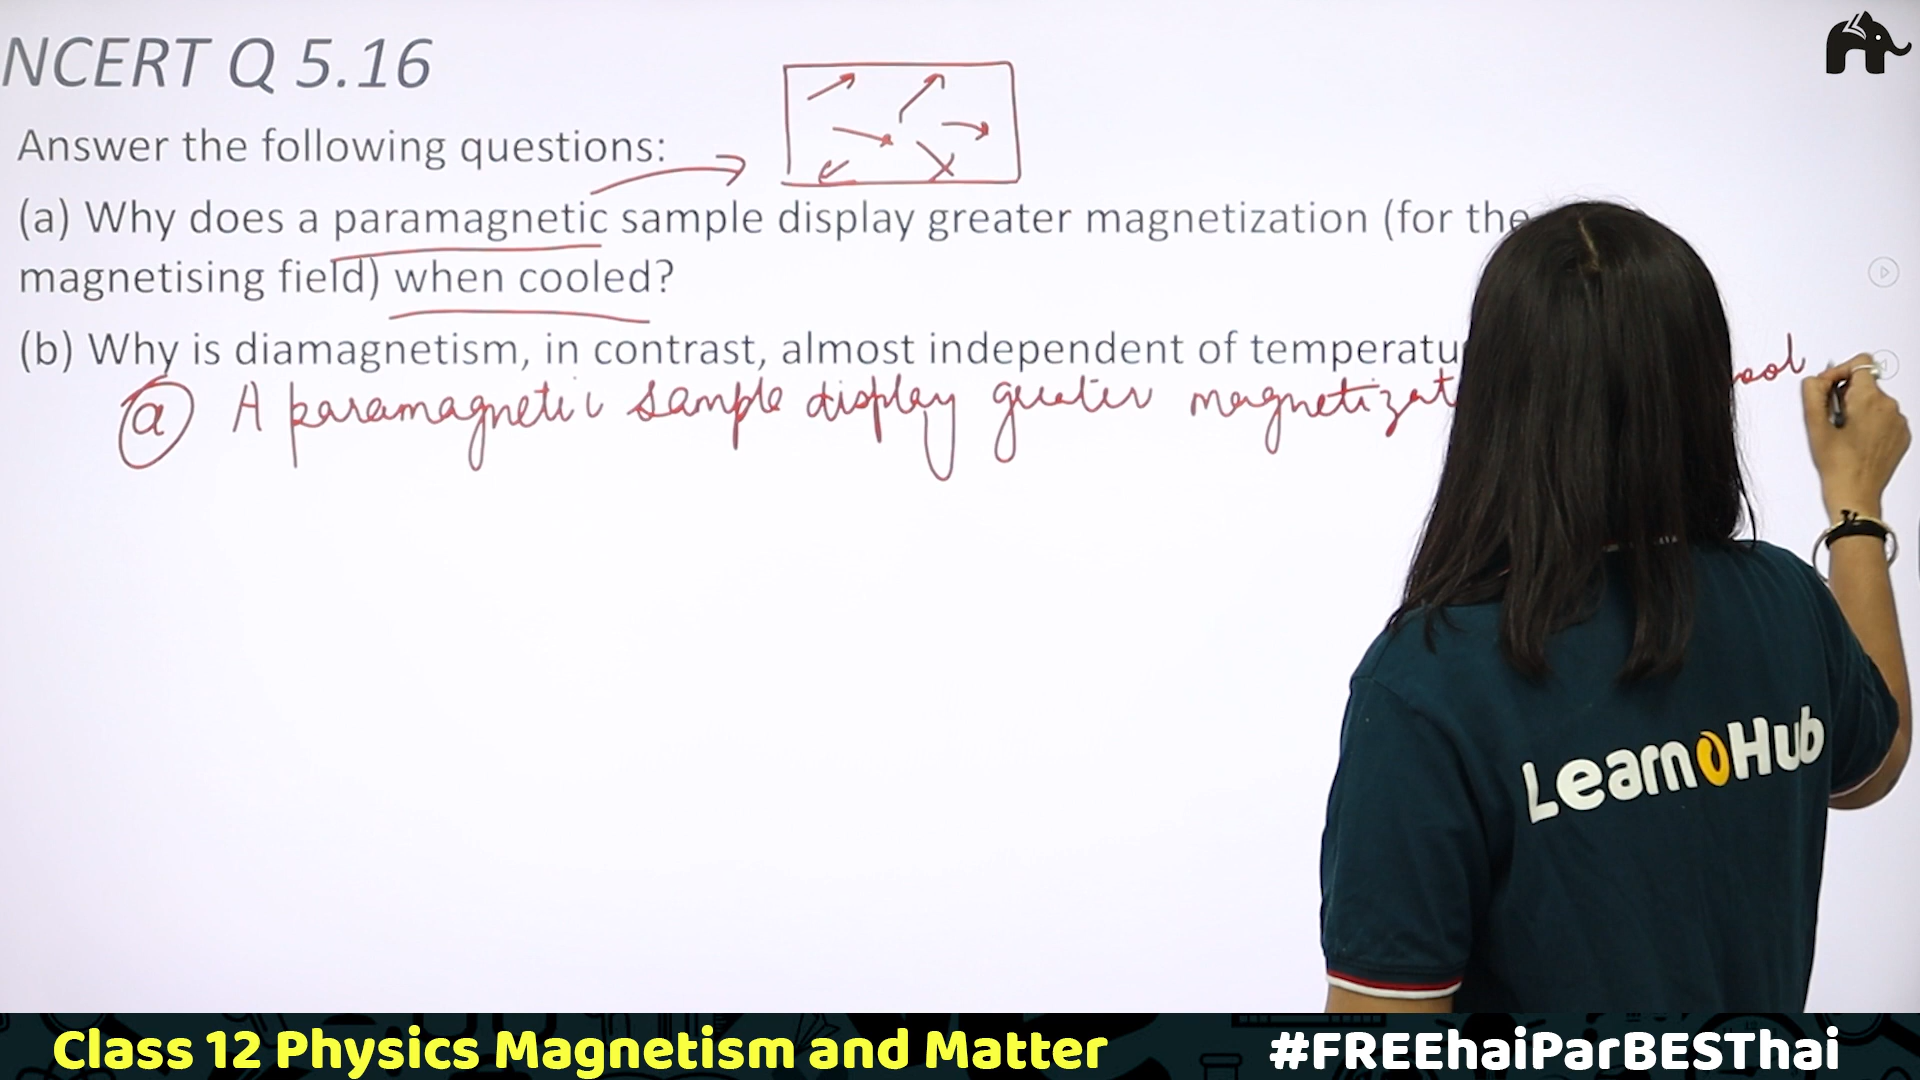 NCERT Q 5.16
Answer the following questions:
(a) Why does a paramagnetic sample display greater magnetization (for the
magnetising field) when cooled?
(b) Why is diamagnetism, in contrast, almost independent of
(a) A paramagnetic sample display greater
LearnoHub
Class 12 Physics Magnetism and Matter
#FREEhaiParBESThai